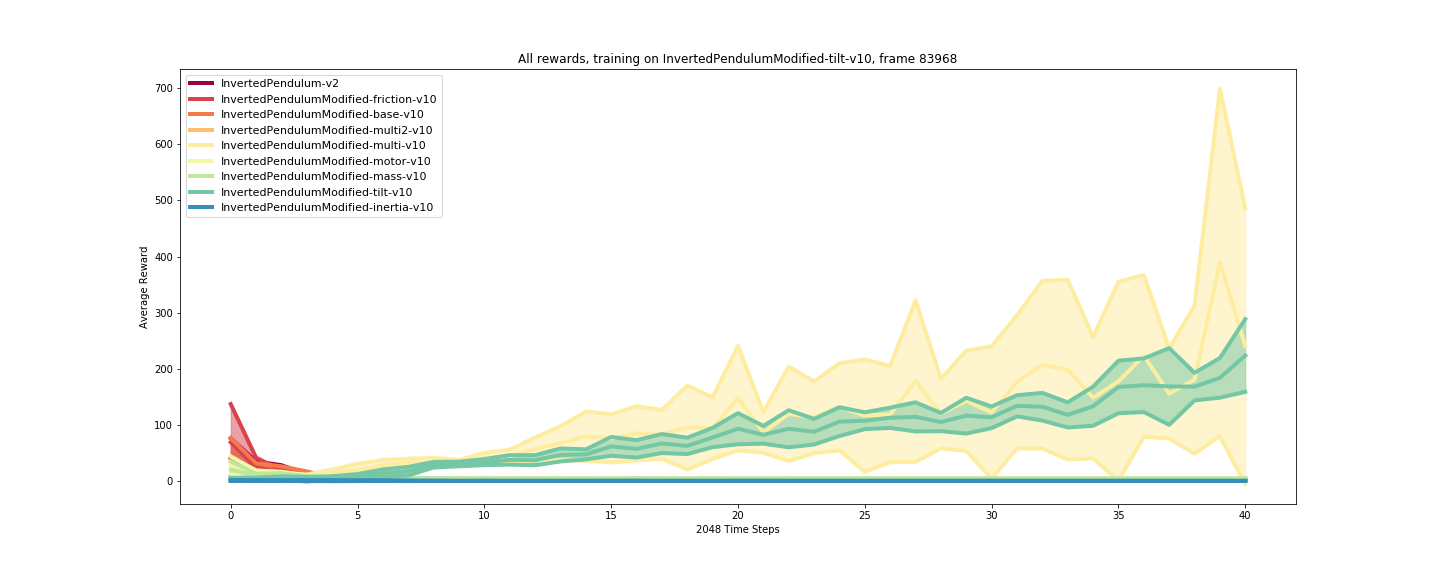 All rewards, training on InvertedPendulumModified-tilt-v10, frame 83968
InvertedPendulum-v2
InvertedPendulumModified-friction-v10
InvertedPendulumModified-base-v10
InvertedPendulumModified-multi2-v10
InvertedPendulumModified-multi-v10
InvertedPendulumModified-motor-v10
InvertedPendulumModified-mass-v10
InvertedPendulumModified-tilt-v10
InvertedPendulumModified-inertia-v10
Average Reward
700
600
500
400
300
200
100
0
0 5 10 15 20 25 30 35 40
2048 Time Steps